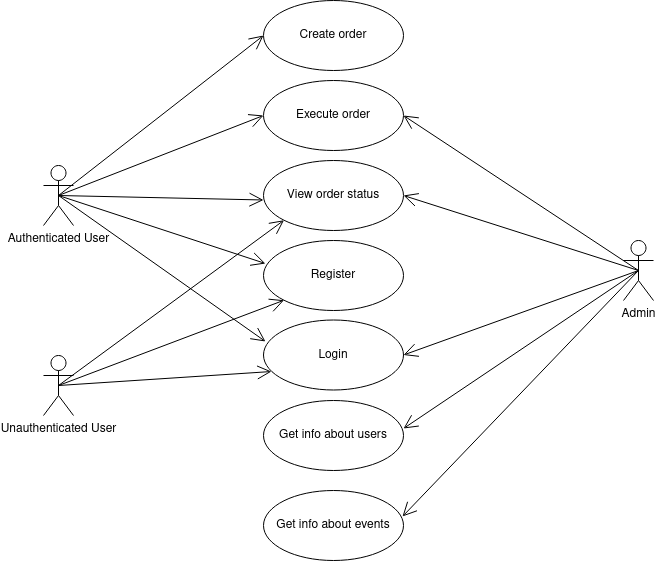 Create order
Execute order
View order status
Authenticated User
Register
Admin
Login
Unauthenticated User
Get info about users
Get info about events